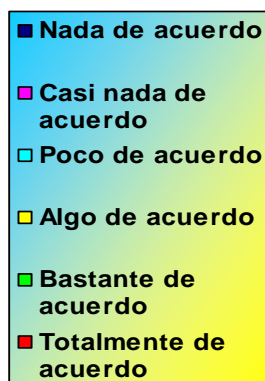 Nada de acuerdo
Casi nada de
acuerdo
Poco de acuerdo
Algo de acuerdo
Bastante de
acuerdo
Totalmente de
acuerdo